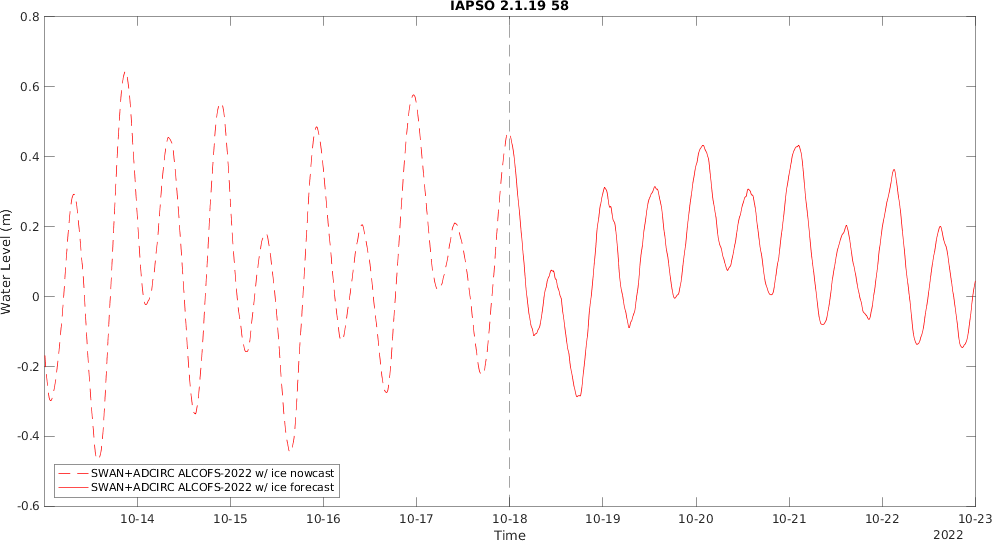 IAPSO 2.1.19 58
0.8
0.6
0.4
0.2
0
-0.2
-0.4
-0.6
Water Level (m)
SWAN+ADCIRC ALCOFS-2022 w/ ice nowcast
SWAN+ADCIRC ALCOFS-2022 w/ ice forecast
10-14 10-15 10-16 10-17 10-18 10-19 10-20 10-21 10-22 10-23
Time
2022